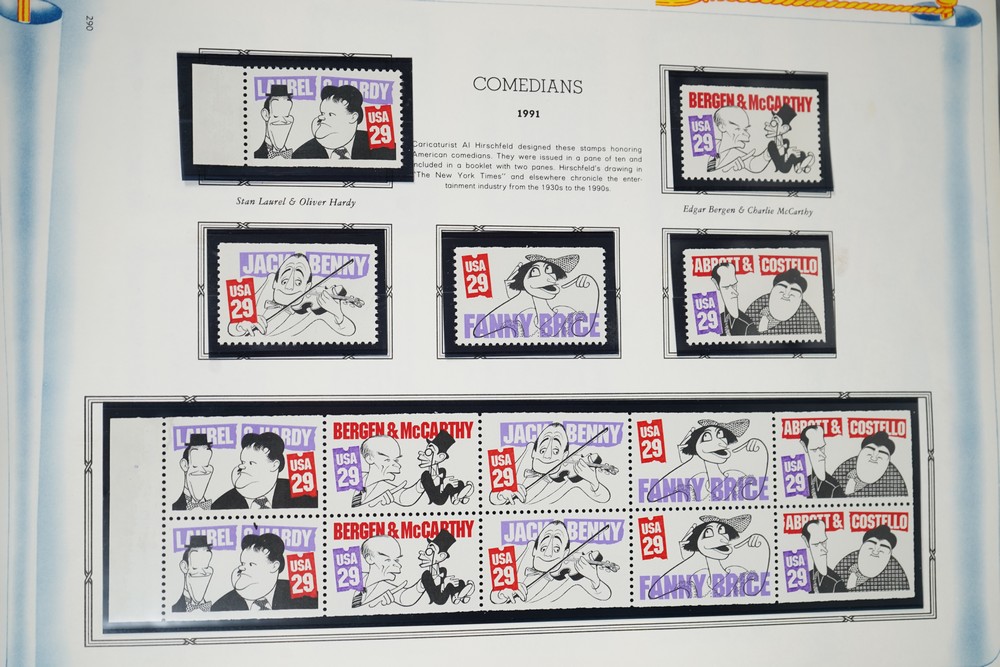 290
COMEDIANS
1991
Caricaturist Al Hirschfeld designed these stamps honoring
American comedians. They were issued in a pane of ten and
included in a booklet with two panes. Hirschfeld's drawing in
"The New York Times" and elsewhere chronicle the enter-
tainment industry from the 1930s to the 1990s.
LAUREL & HARDY
USA
29
Stan Laurel & Oliver Hardy
BERGEN & McCARTHY
USA
29
Edgar Bergen & Charlie McCarthy
JACK BENNY
USA
29
USA
29
FANNY BRICE
ABBOTT & COSTELLO
USA
29
LAUREL & HARDY
USA
29
BERGEN & McCARTHY
USA
29
JACK BENNY
USA
29
USA
29
FANNY BRICE
ABBOTT & COSTELLO
USA
29
LAUREL & HARDY
USA
29
BERGEN & McCARTHY
USA
29
JACK BENNY
USA
29
USA
29
FANNY BRICE
ABBOTT & COSTELLO
USA
29